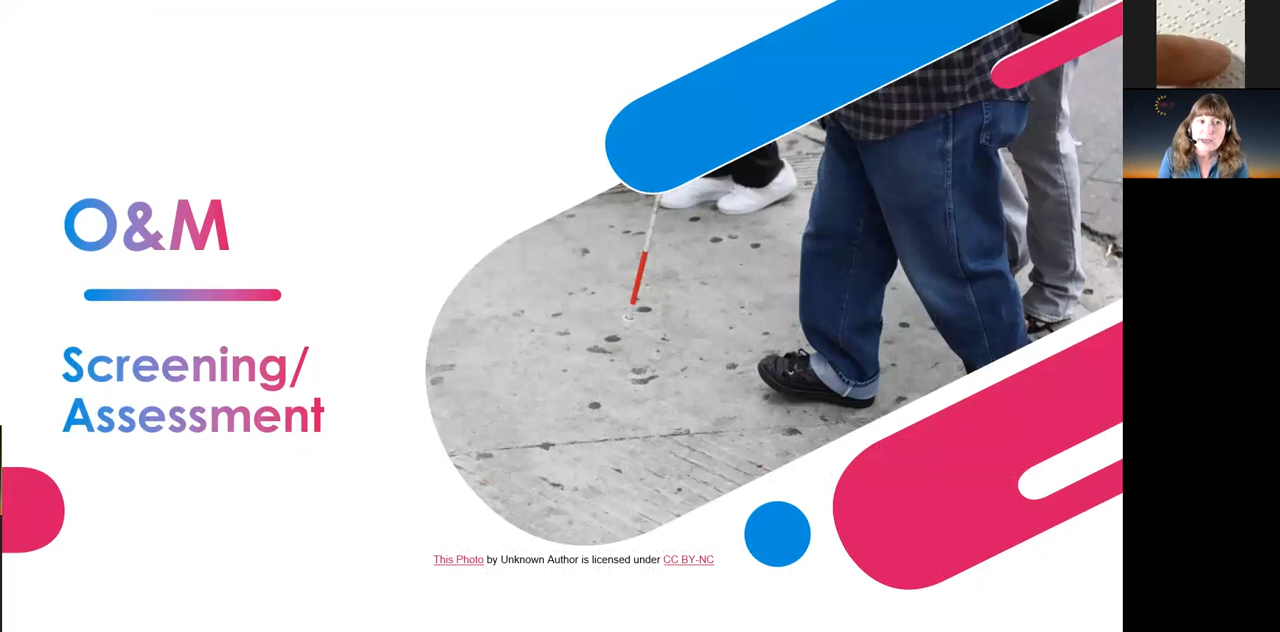 O&M
Screening/
Assessment
This Photo by Unknown Author is licensed under CC BY-NC